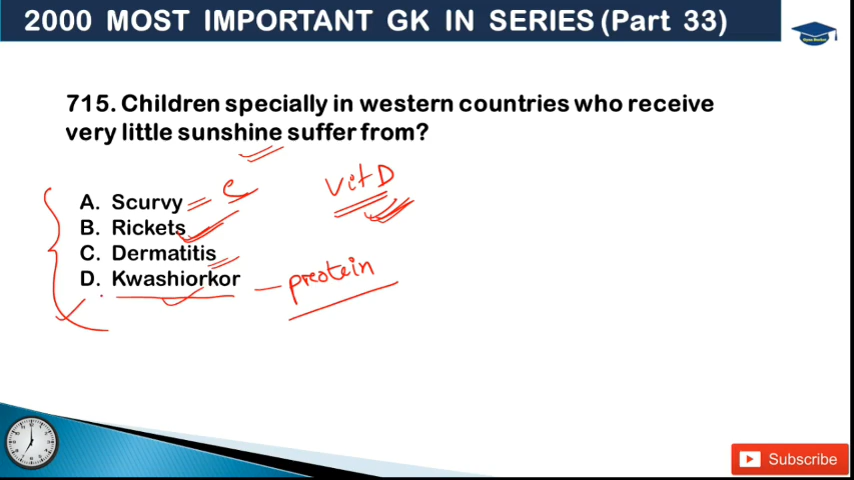 2000 MOST IMPORTANT GK IN SERIES (Part 33)
715. Children specially in western countries who receive
very little sunshine suffer from?
A. Scurvy
C
vit D
B. Rickets
C. Dermatitis
D. Kwashiorkor
Subscribe